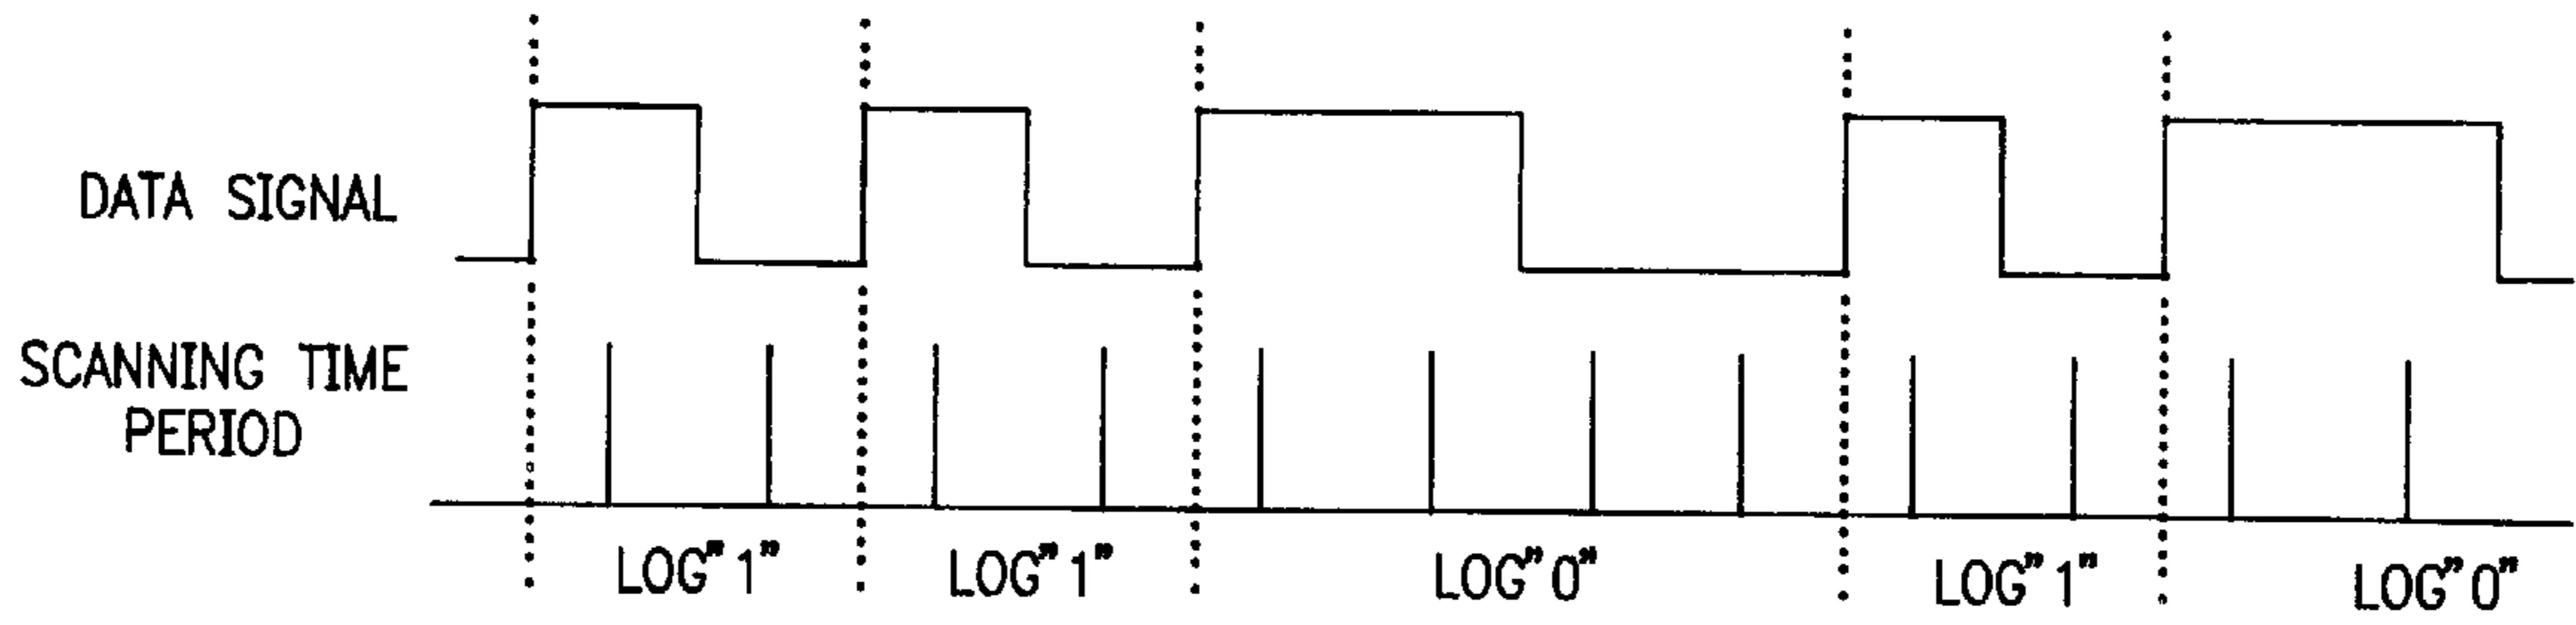 DATA SIGNAL
SCANNING TIME
PERIOD
LOG"1"
LOG"1"
LOG"0"
LOG"1"
LOG"0"